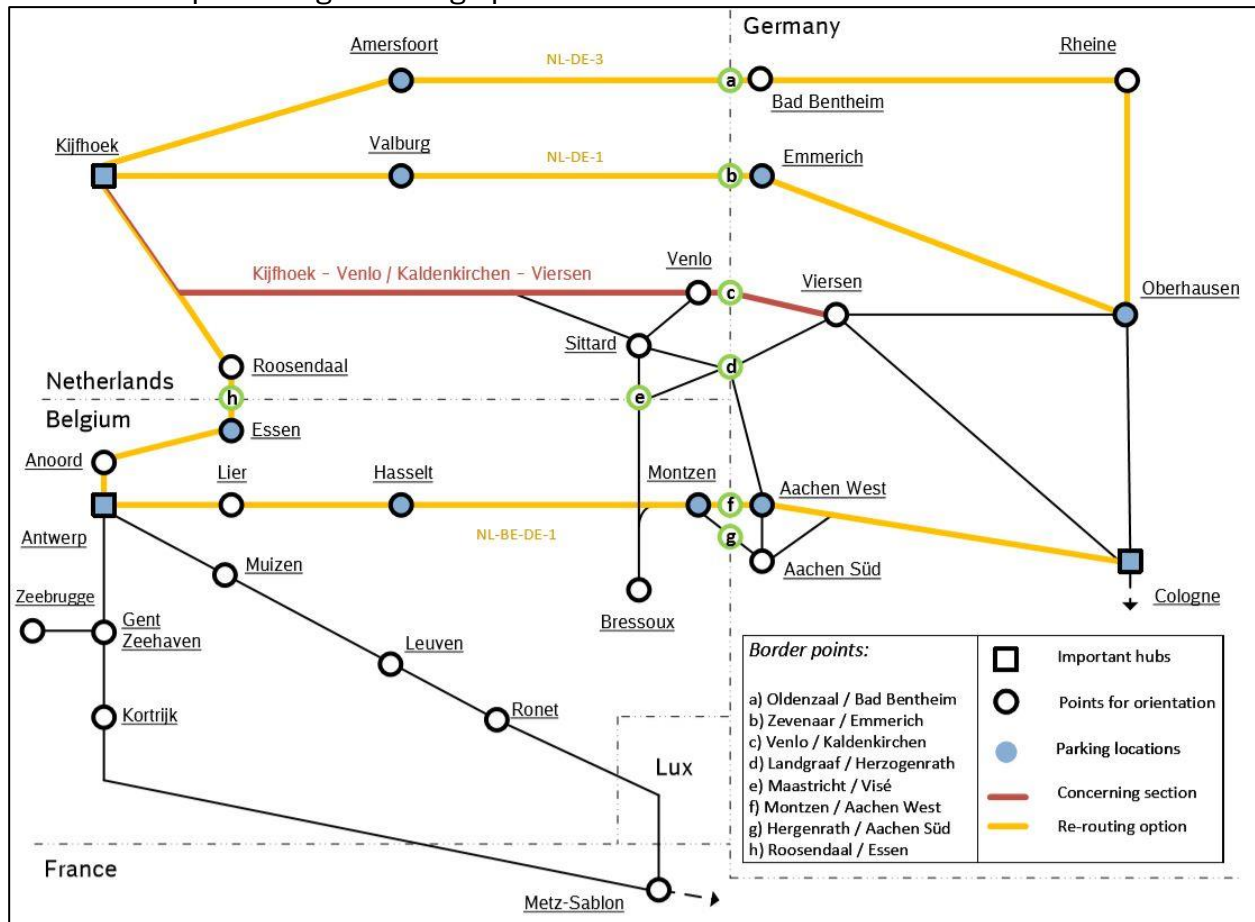 Germany
Amersfoort
NL-DE-3
Rheine
a
Bad Bentheim
Kijfhoek
Valburg
NL-DE-1
Emmerich
b
Venlo
Kijfhoek – Venlo / Kaldenkirchen – Viersen
c
Viersen
Oberhausen
Sittard
Roosendaal
d
Netherlands
h
e
Belgium
Essen
Anoord
Lier
Hasselt
Montzen
f
Aachen West
Antwerp
NL-BE-DE-1
g
Muizen
Aachen Süd
Zeebrugge
Cologne
Gent
Zeehaven
Bressoux
Leuven
Kortrijk
Ronet
Lux
France
Metz-Sablon
Border points:
a) Oldenzaal / Bad Bentheim
b) Zevenaar / Emmerich
c) Venlo / Kaldenkirchen
d) Landgraaf / Herzogenrath
e) Maastricht / Visé
f) Montzen / Aachen West
g) Hergenrath / Aachen Süd
h) Roosendaal / Essen
Important hubs
Points for orientation
Parking locations
Concerning section
Re-routing option